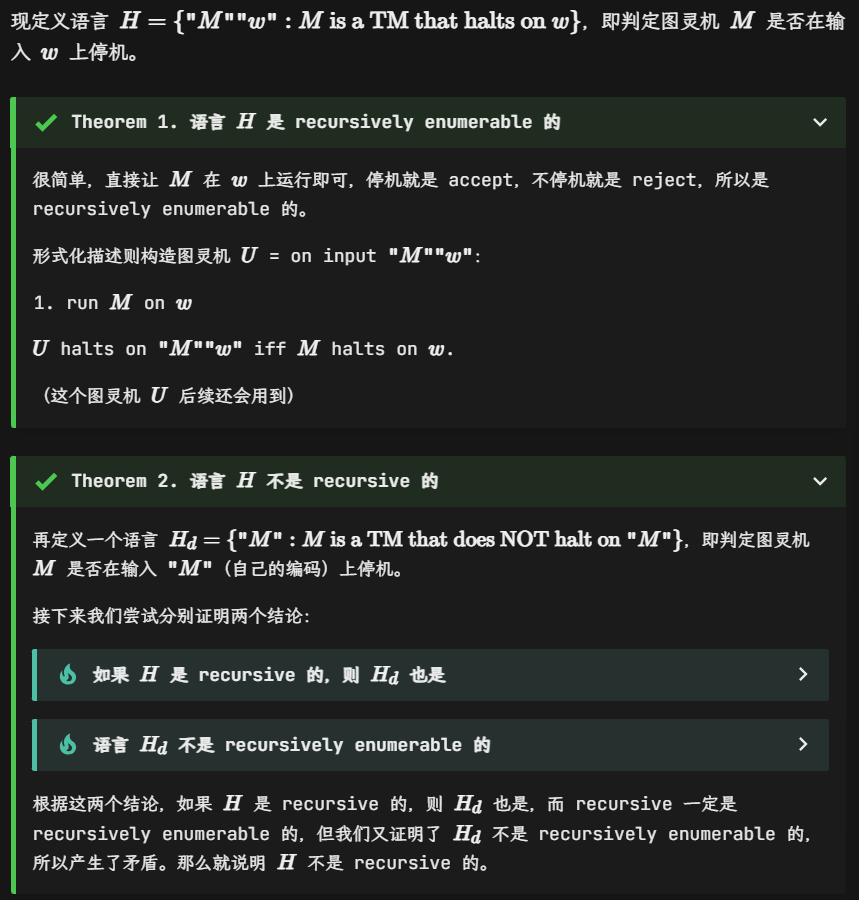 现定义语言 H = {"M""w" : M is a TM that halts on w}，即判定图灵机 M 是否在输
入 w 上停机。
Theorem 1. 语言 H 是 recursively enumerable 的
很简单，直接让 M 在 w 上运行即可，停机就是 accept，不停机就是 reject，所以是
recursively enumerable 的。
形式化描述则构造图灵机 U = on input "M""w"：
1. run M on w
U halts on "M""w" iff M halts on w.
（这个图灵机 U 后续还会用到）
Theorem 2. 语言 H 不是 recursive 的
再定义一个语言 H_d = {"M" : M is a TM that does NOT halt on "M"}，即判定图灵机
M 是否在输入 "M"（自己的编码）上停机。
接下来我们尝试分别证明两个结论：
如果 H 是 recursive 的，则 H_d 也是
语言 H_d 不是 recursively enumerable 的
根据这两个结论，如果 H 是 recursive 的，则 H_d 也是，而 recursive 一定是
recursively enumerable 的，但我们又证明了 H_d 不是 recursively enumerable 的，
所以产生了矛盾。那么就说明 H 不是 recursive 的。